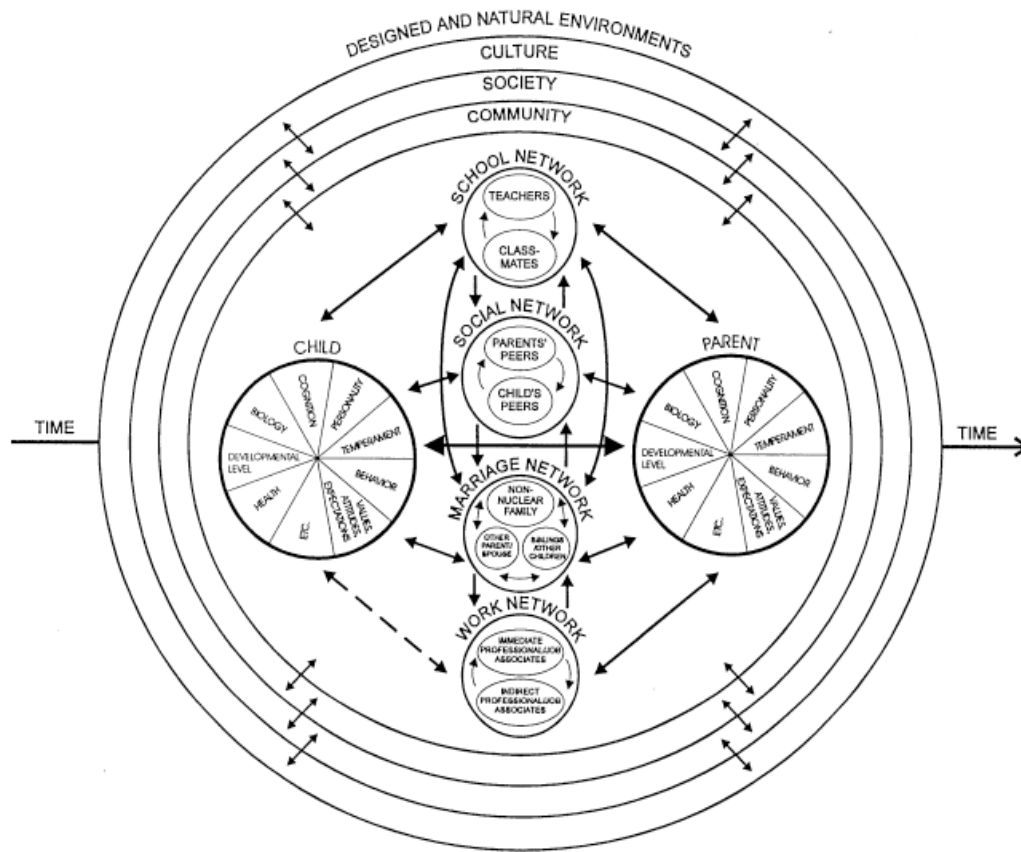 DESIGNED AND NATURAL ENVIRONMENTS
CULTURE
SOCIETY
COMMUNITY
SCHOOL NETWORK
TEACHERS
CLASS-
MATES
SOCIAL NETWORK
PARENTS'
PEERS
CHILD'S
PEERS
CHILD
COGNITION
PERSONALITY
BIOLOGY
TEMPERAMENT
DEVELOPMENTAL
LEVEL
BEHAVIOR
HEALTH
VALUES,
ATTITUDES,
EXPECTATIONS
ETC.
PARENT
COGNITION
PERSONALITY
BIOLOGY
TEMPERAMENT
DEVELOPMENTAL
LEVEL
BEHAVIOR
HEALTH
VALUES,
ATTITUDES,
EXPECTATIONS
ETC.
TIME
TIME
MARRIAGE NETWORK
NON-
NUCLEAR
FAMILY
OTHER
PARENT/
SPOUSE
SIBLINGS
/OTHER
CHILDREN
WORK NETWORK
IMMEDIATE
PROFESSIONAL/JOB
ASSOCIATES
INDIRECT
PROFESSIONAL/JOB
ASSOCIATES